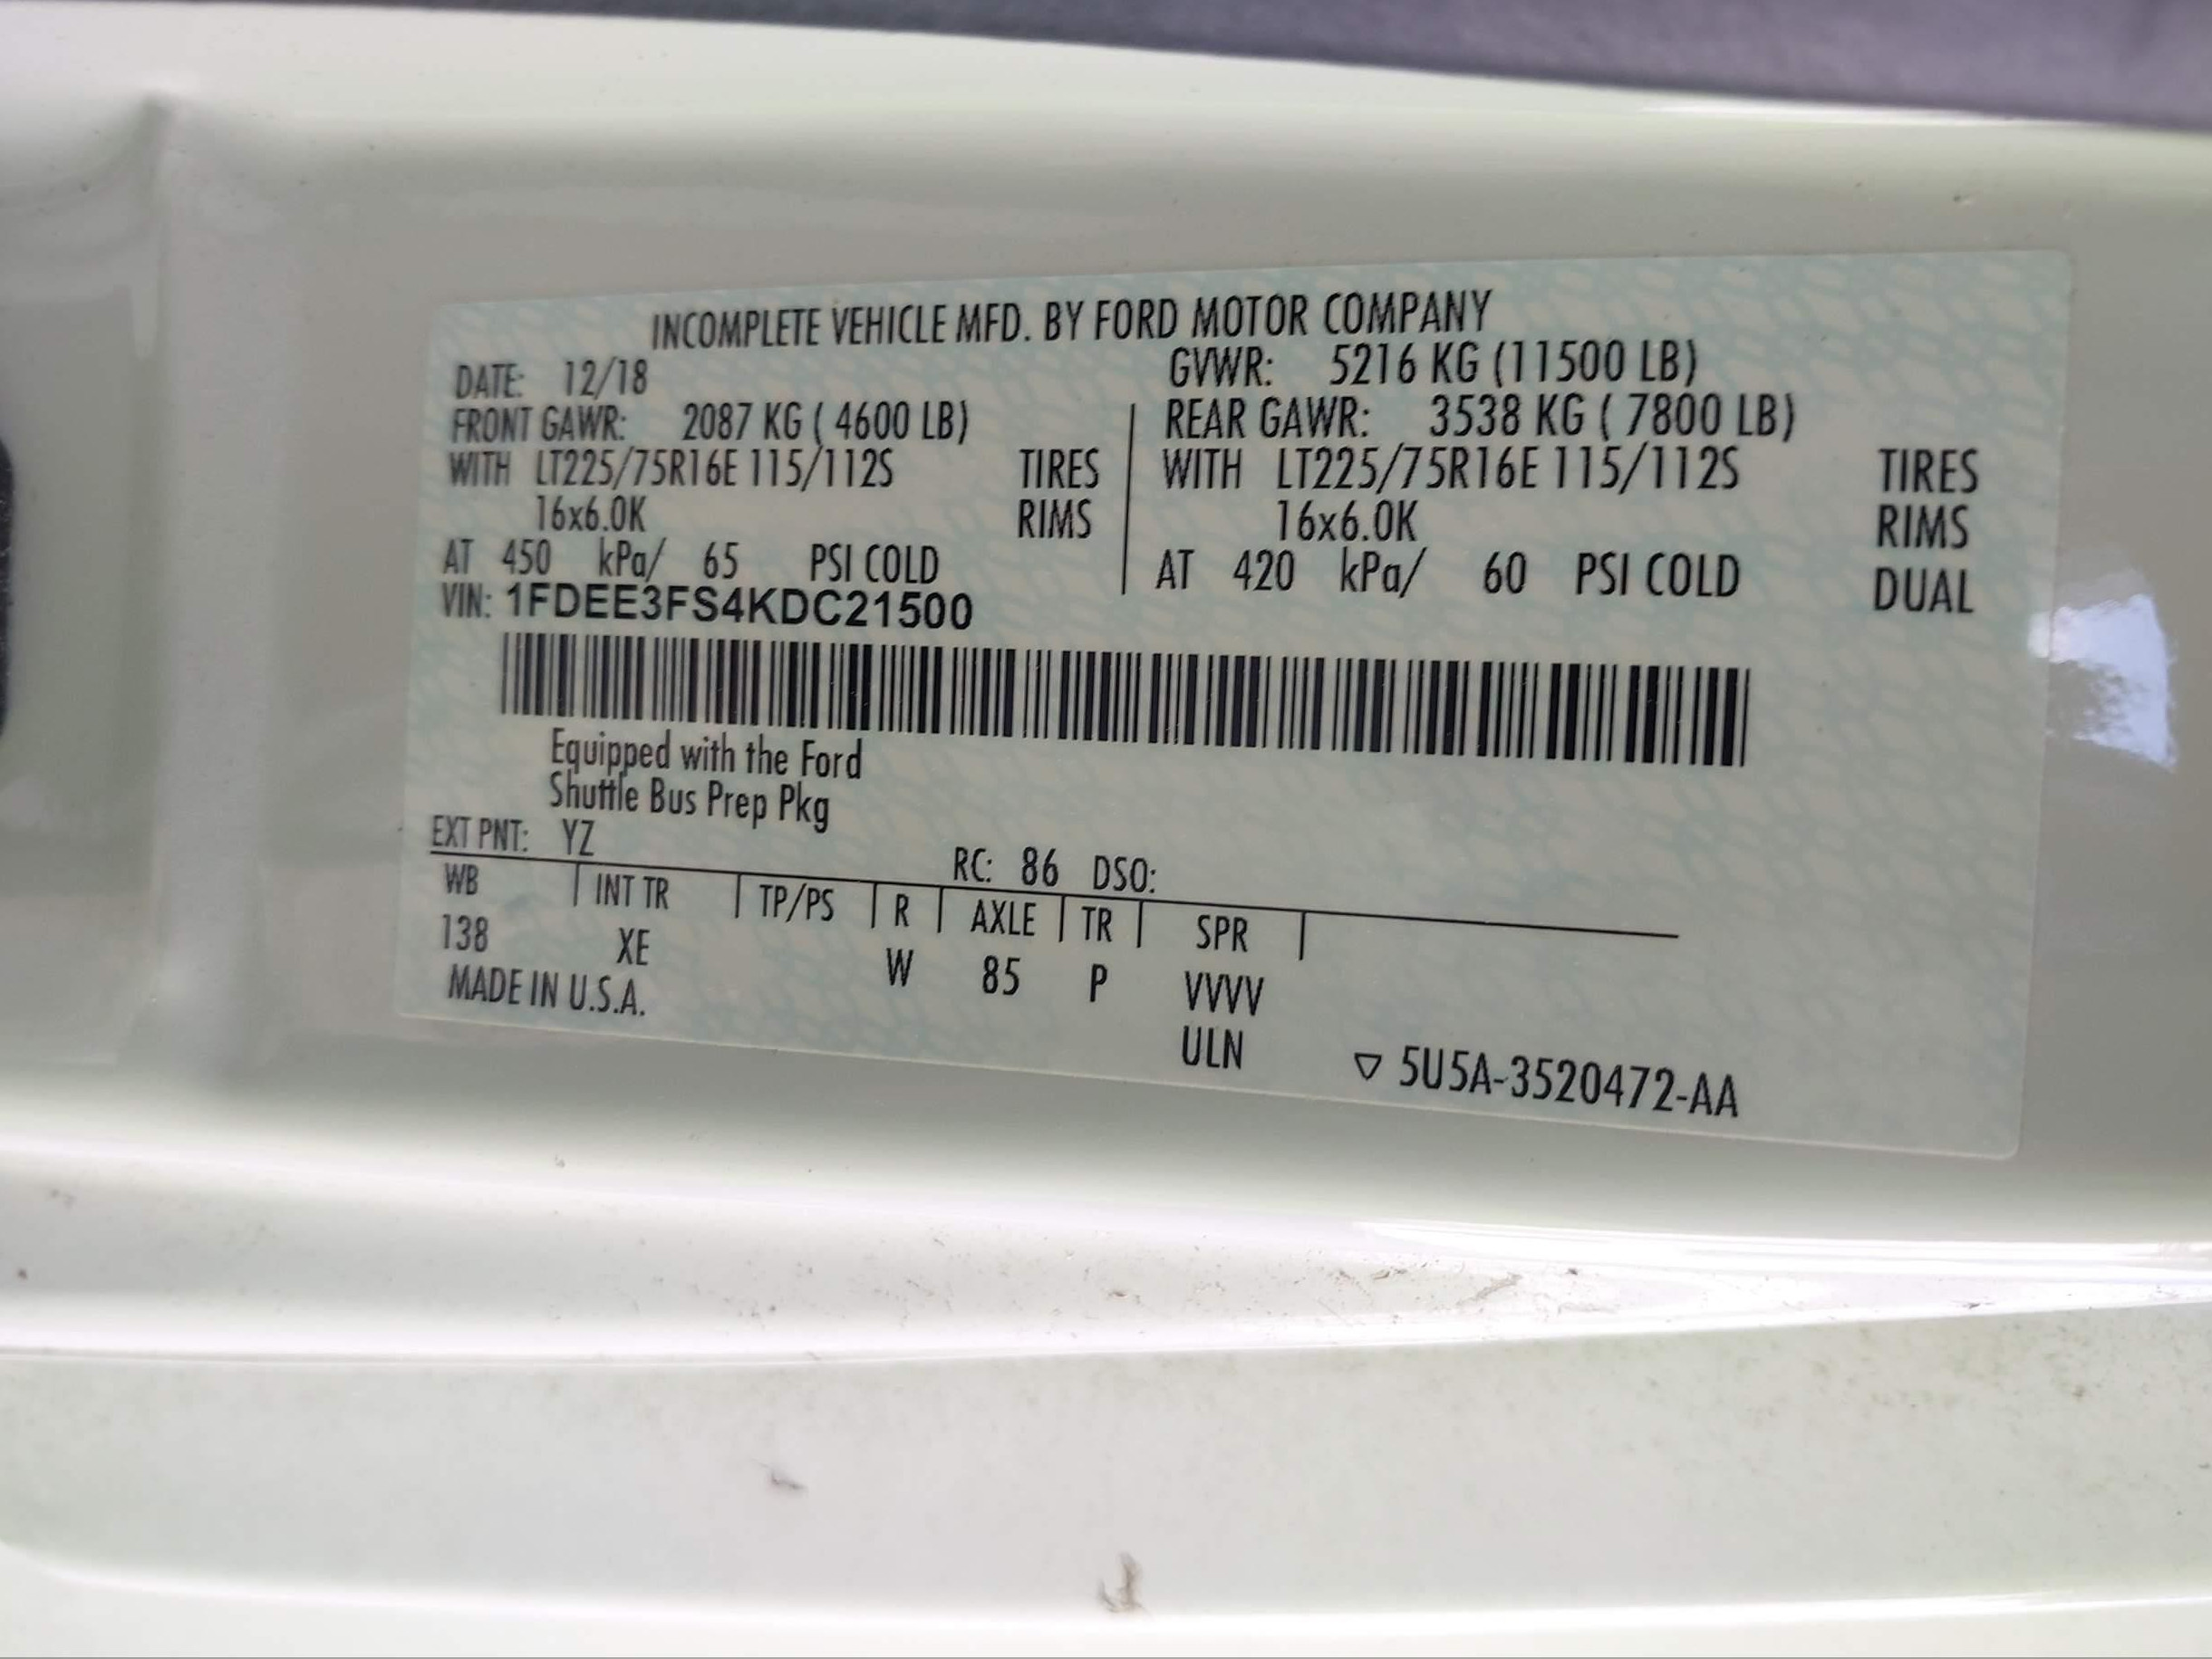 INCOMPLETE VEHICLE MFD. BY FORD MOTOR COMPANY
DATE: 12/18 GVWR: 5216 KG (11500 LB)
FRONT GAWR: 2087 KG ( 4600 LB) REAR GAWR: 3538 KG ( 7800 LB)
WITH LT225/75R16E 115/112S TIRES WITH LT225/75R16E 115/112S TIRES
16x6.0K RIMS 16x6.0K RIMS
AT 450 kPa/ 65 PSI COLD AT 420 kPa/ 60 PSI COLD DUAL
VIN: 1FDEE3FS4KDC21500
Equipped with the Ford
Shuttle Bus Prep Pkg
EXT PNT: YZ RC: 86 DSO:
WB INT TR TP/PS R AXLE TR SPR
138 XE W 85 P VVVV
MADE IN U.S.A. ULN
▽ 5U5A-3520472-AA